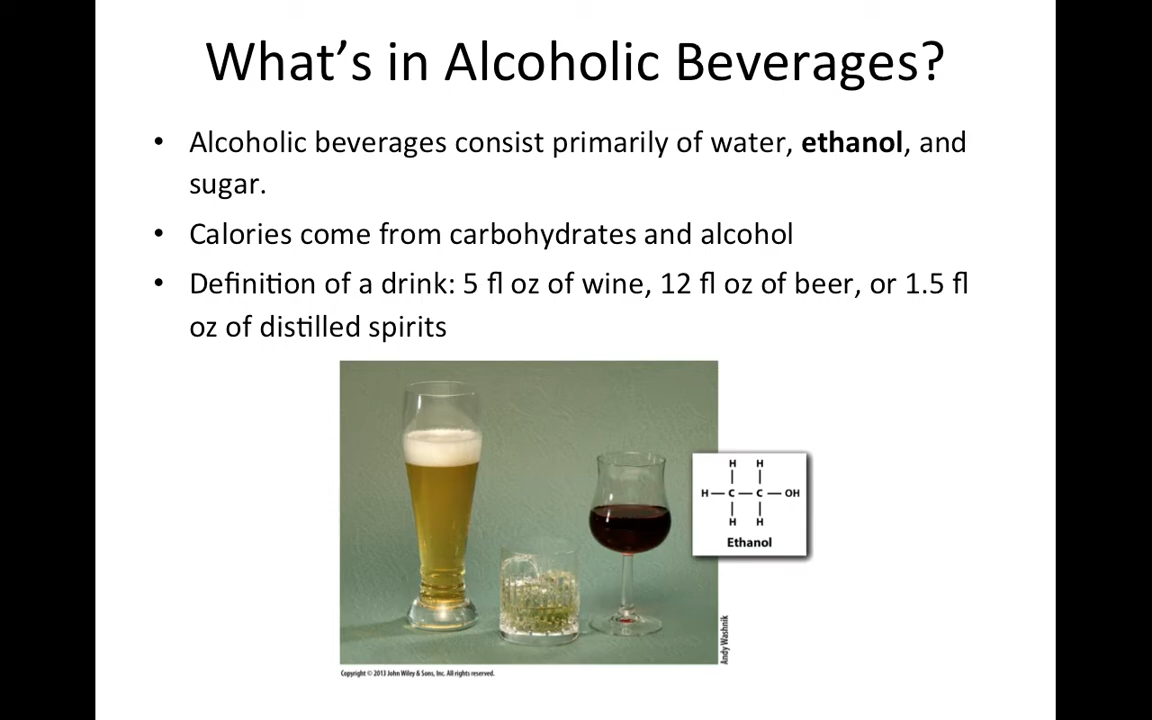 What's in Alcoholic Beverages?
• Alcoholic beverages consist primarily of water, ethanol, and
sugar.
• Calories come from carbohydrates and alcohol
• Definition of a drink: 5 fl oz of wine, 12 fl oz of beer, or 1.5 fl
oz of distilled spirits
H H
H—C—C—OH
H H
Ethanol
Andy Washnik
Copyright © 2013 John Wiley & Sons, Inc. All rights reserved.